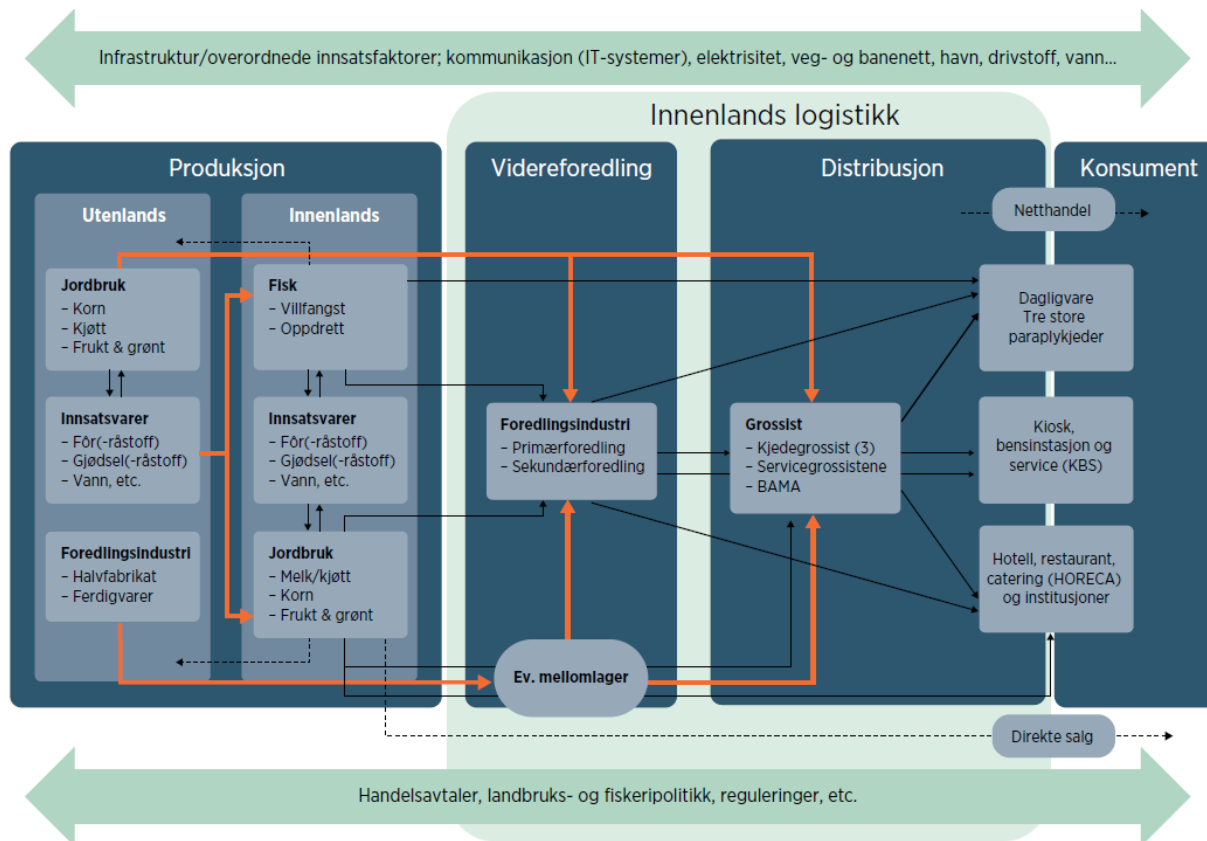 Infrastruktur/overordnede innsatsfaktorer; kommunikasjon (IT-systemer), elektrisitet, veg- og banenett, havn, drivstoff, vann...
Innenlands logistikk
Produksjon
Videreforedling
Distribusjon
Konsument
Utenlands
Innenlands
Netthandel
Jordbruk
– Korn
– Kjøtt
– Frukt & grønt
Fisk
– Villfangst
– Oppdrett
Dagligvare
Tre store
paraplykjeder
Innsatsvarer
– Fôr(-råstoff)
– Gjødsel(-råstoff)
– Vann, etc.
Innsatsvarer
– Fôr(-råstoff)
– Gjødsel(-råstoff)
– Vann, etc.
Foredlingsindustri
– Primærforedling
– Sekundærforedling
Grossist
– Kjedegrossist (3)
– Servicegrossistene
– BAMA
Kiosk,
bensinstasjon og
service (KBS)
Foredlingsindustri
– Halvfabrikat
– Ferdigvarer
Jordbruk
– Melk/kjøtt
– Korn
– Frukt & grønt
Hotell, restaurant,
catering (HORECA)
og institusjoner
Ev. mellomlager
Direkte salg
Handelsavtaler, landbruks- og fiskeripolitikk, reguleringer, etc.